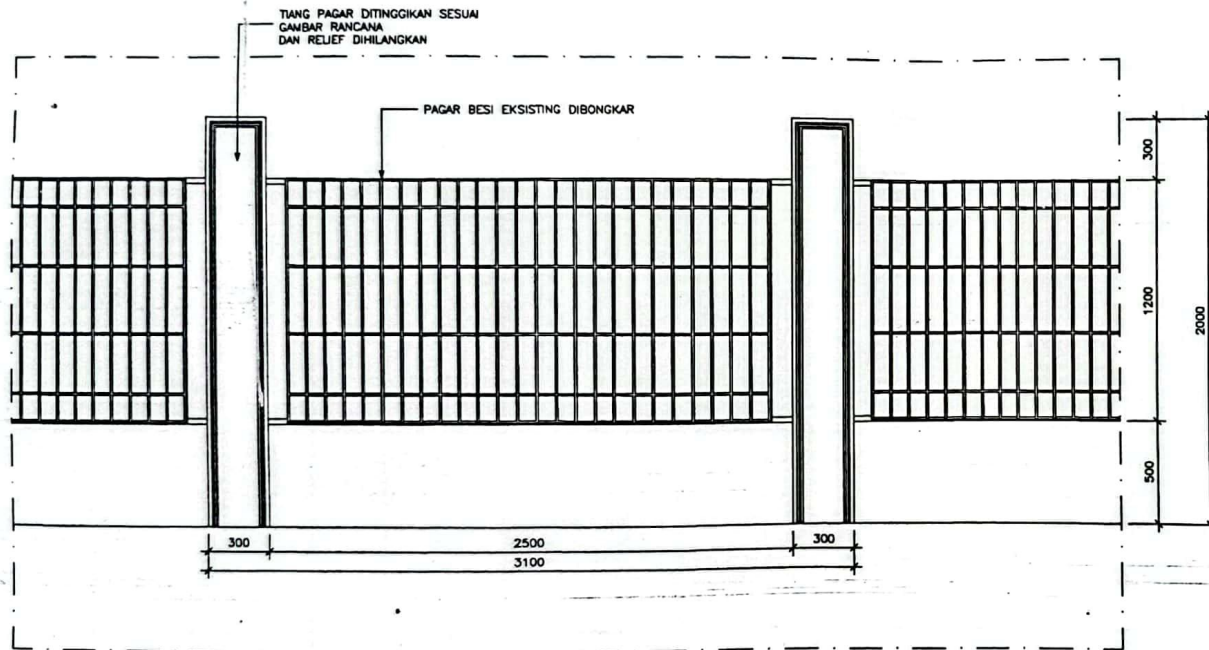 TIANG PAGAR DITINGGIKAN SESUAI
GAMBAR RANCANA
DAN RELIEF DIHILANGKAN
PAGAR BESI EKSISTING DIBONGKAR
300
1200
2000
500
300
2500
300
3100